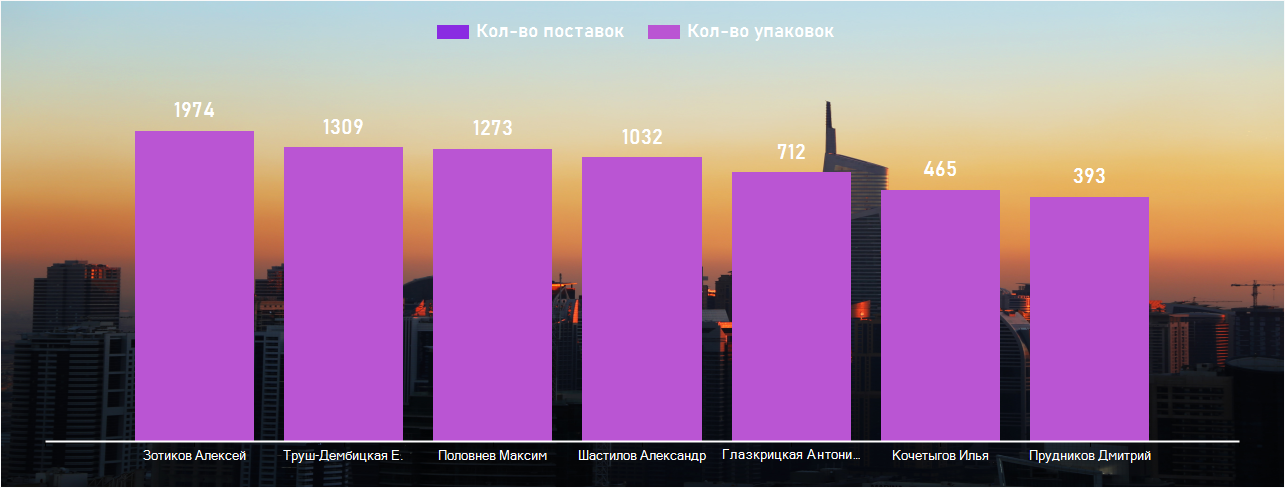 Кол-во поставок Кол-во упаковок
1974
1309
1273
1032
712
465
393
Зотиков Алексей
Труш-Дембицкая Е.
Половнев Максим
Шастилов Александр
Глазкрицкая Антони...
Кочетыгов Илья
Прудников Дмитрий